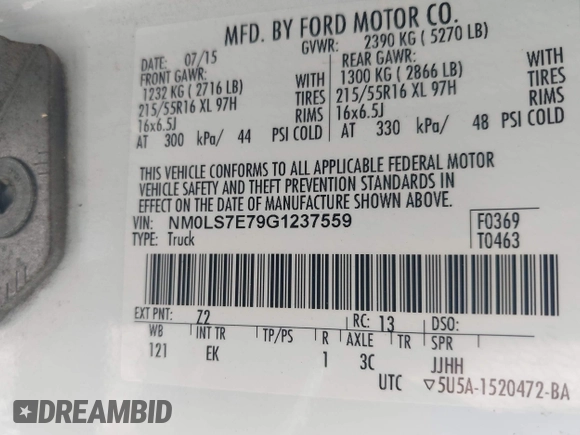 MFD. BY FORD MOTOR CO.
GVWR: 2390 KG ( 5270 LB)
DATE: 07/15
FRONT GAWR: WITH
1232 KG ( 2716 LB) TIRES
215/55R16 XL 97H RIMS
16x6.5J
AT 300 kPa/ 44 PSI COLD
REAR GAWR: WITH
1300 KG ( 2866 LB) TIRES
215/55R16 XL 97H RIMS
16x6.5J
AT 330 kPa/ 48 PSI COLD
THIS VEHICLE CONFORMS TO ALL APPLICABLE FEDERAL MOTOR
VEHICLE SAFETY AND THEFT PREVENTION STANDARDS IN
EFFECT ON THE DATE OF MANUFACTURE SHOWN ABOVE.
VIN: NM0LS7E79G1237559
TYPE: Truck
F0369
T0463
EXT PNT: Z2 RC: 13 DSO:
WB INT TR TP/PS R AXLE TR SPR
121 EK 1 3C JJHH
UTC ▽5U5A-1520472-BA
DREAMBID
DREAMBID.COM